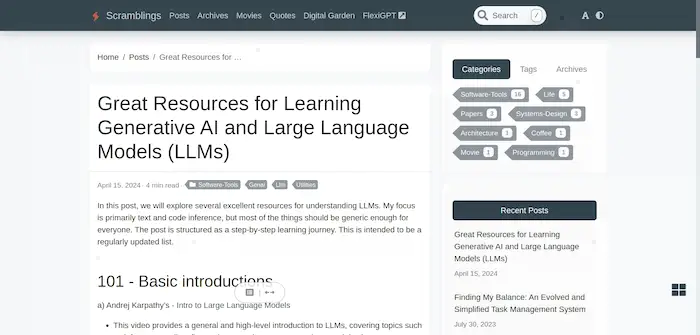 Scramblings Posts Archives Movies Quotes Digital Garden FlexiGPT Search / A
Home / Posts / Great Resources for ...
Great Resources for Learning
Generative AI and Large Language
Models (LLMs)
April 15, 2024 · 4 min read · Software-Tools Genai Llm Utilities
In this post, we will explore several excellent resources for understanding LLMs. My focus
is primarily text and code inference, but most of the things should be generic enough for
everyone. The post is structured as a step-by-step learning journey. This is intended to be a
regularly updated list.
101 - Basic introductions
a) Andrej Karpathy's - Intro to Large Language Models
• This video provides a general and high-level introduction to LLMs, covering topics such
Categories Tags Archives
Software-Tools 16 Life 5
Papers 3 Systems-Design 3
Architecture 1 Coffee 1
Movie 1 Programming 1
Recent Posts
Great Resources for Learning
Generative AI and Large Language
Models (LLMs)
April 15, 2024
Finding My Balance: An Evolved and
Simplified Task Management System
July 30, 2023